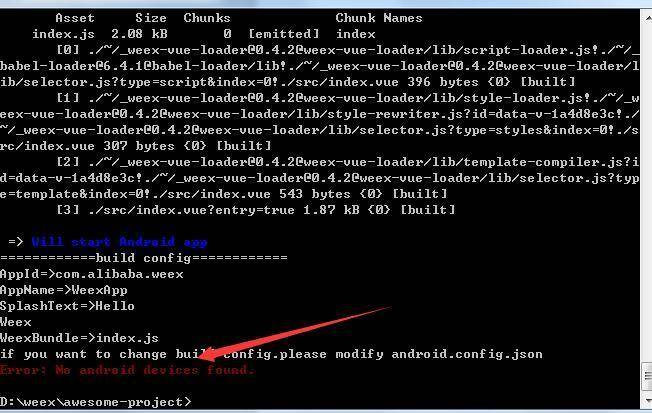 Asset Size Chunks Chunk Names
index.js 2.08 kB 0 [emitted] index
[0] ./~/_weex-vue-loader@0.4.2@weex-vue-loader/lib/script-loader.js!./~/_
babel-loader@6.4.1@babel-loader/lib!./~/_weex-vue-loader@0.4.2@weex-vue-loader/l
ib/selector.js?type=script&index=0!./src/index.vue 396 bytes {0} [built]
[1] ./~/_weex-vue-loader@0.4.2@weex-vue-loader/lib/style-loader.js!./~/_w
eex-vue-loader@0.4.2@weex-vue-loader/lib/style-rewriter.js?id=data-v-1a4d8e3c!./
~/_weex-vue-loader@0.4.2@weex-vue-loader/lib/selector.js?type=styles&index=0!./s
rc/index.vue 307 bytes {0} [built]
[2] ./~/_weex-vue-loader@0.4.2@weex-vue-loader/lib/template-compiler.js?i
d=data-v-1a4d8e3c!./~/_weex-vue-loader@0.4.2@weex-vue-loader/lib/selector.js?typ
e=template&index=0!./src/index.vue 543 bytes {0} [built]
[3] ./src/index.vue?entry=true 1.87 kB {0} [built]
=> Will start Android app
============build config============
AppId=>com.alibaba.weex
AppName=>WeexApp
SplashText=>Hello
Weex
WeexBundle=>index.js
if you want to change build config.please modify android.config.json
Error: No android devices found.
D:\weex\awesome-project>